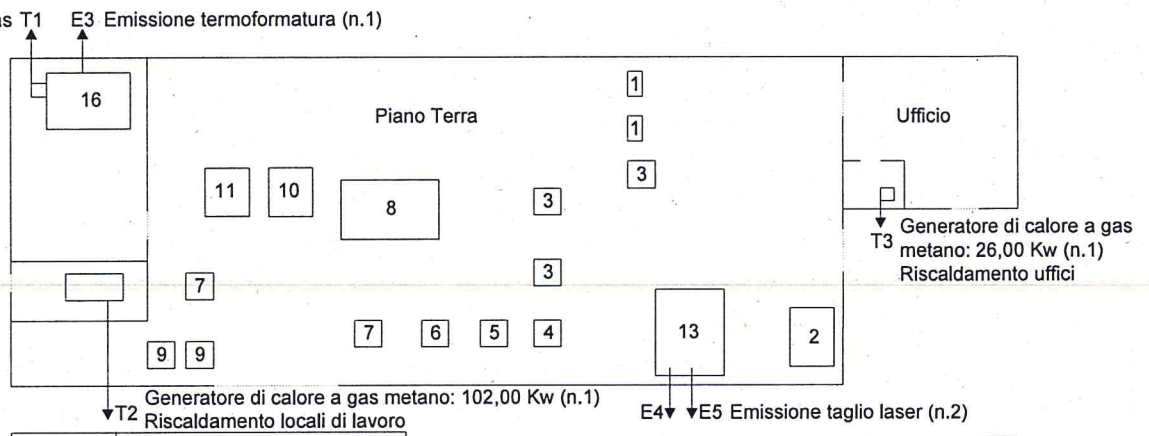 as T1 E3 Emissione termoformatura (n.1)
16
1
Piano Terra
Ufficio
1
3
11
10
8
3
T3 Generatore di calore a gas
metano: 26,00 Kw (n.1)
Riscaldamento uffici
3
7
7
6
5
4
13
2
9
9
T2 Generatore di calore a gas metano: 102,00 Kw (n.1)
Riscaldamento locali di lavoro
E4 E5 Emissione taglio laser (n.2)